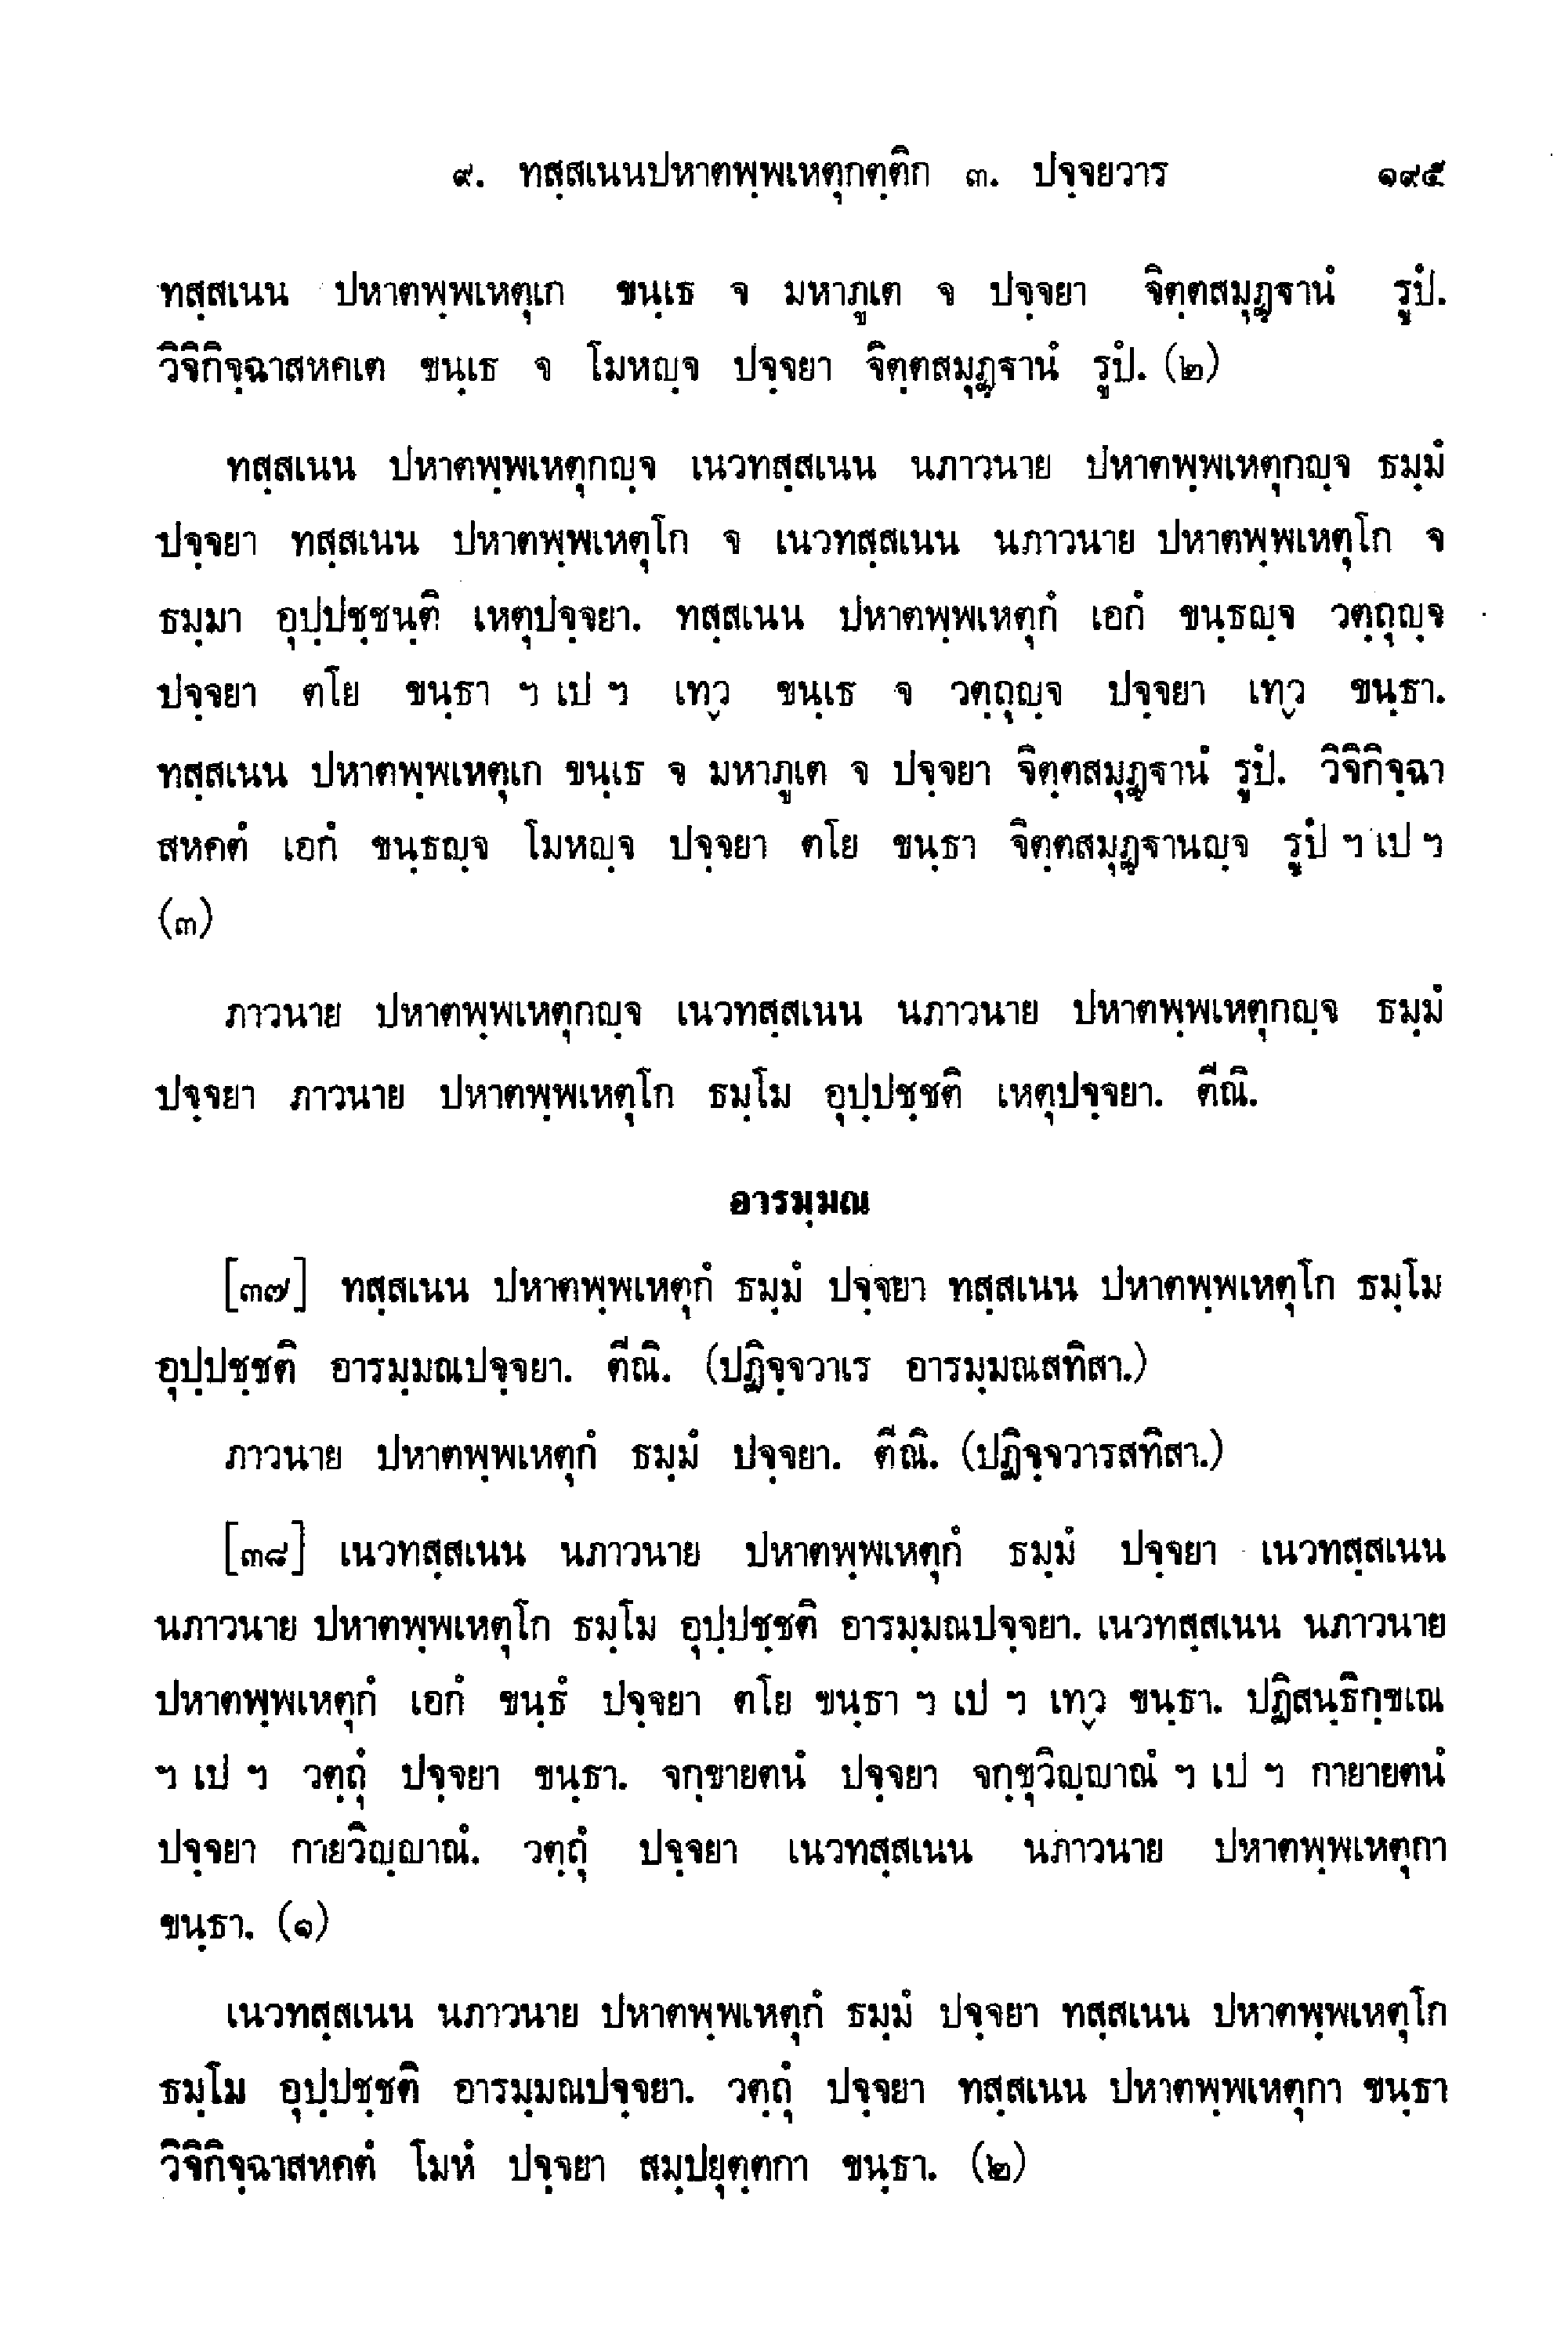 ๙. ทสฺสเนนปหาตพฺพเหตุกตฺติก ๓. ปจฺจยวาร ๑๙๕
ทสฺสเนน ปหาตพฺพเหตุเก ขนฺเธ จ มหาภูเต จ ปจฺจยา จิตฺตสมุฏฺฐานํ รูปํ.
วิจิกิจฺฉาสหคเต ขนฺเธ จ โมหญฺจ ปจฺจยา จิตฺตสมุฏฺฐานํ รูปํ. (๒)
ทสฺสเนน ปหาตพฺพเหตุกญฺจ เนวทสฺสเนน นภาวนาย ปหาตพฺพเหตุกญฺจ ธมฺมํ
ปจฺจยา ทสฺสเนน ปหาตพฺพเหตุโก จ เนวทสฺสเนน นภาวนาย ปหาตพฺพเหตุโก จ
ธมฺมา อุปฺปชฺชนฺติ เหตุปจฺจยา. ทสฺสเนน ปหาตพฺพเหตุกํ เอกํ ขนฺธญฺจ วตฺถุญฺจ
ปจฺจยา ตโย ขนฺธา ฯ เป ฯ เทฺว ขนฺเธ จ วตฺถุญฺจ ปจฺจยา เทฺว ขนฺธา.
ทสฺสเนน ปหาตพฺพเหตุเก ขนฺเธ จ มหาภูเต จ ปจฺจยา จิตฺตสมุฏฺฐานํ รูปํ. วิจิกิจฺฉา
สหคตํ เอกํ ขนฺธญฺจ โมหญฺจ ปจฺจยา ตโย ขนฺธา จิตฺตสมุฏฺฐานญฺจ รูปํ ฯ เป ฯ
(๓)
ภาวนาย ปหาตพฺพเหตุกญฺจ เนวทสฺสเนน นภาวนาย ปหาตพฺพเหตุกญฺจ ธมฺมํ
ปจฺจยา ภาวนาย ปหาตพฺพเหตุโก ธมฺโม อุปฺปชฺชติ เหตุปจฺจยา. ตีณิ.
อารมฺมณ
[๓๗] ทสฺสเนน ปหาตพฺพเหตุกํ ธมฺมํ ปจฺจยา ทสฺสเนน ปหาตพฺพเหตุโก ธมฺโม
อุปฺปชฺชติ อารมฺมณปจฺจยา. ตีณิ. (ปฏิจฺจวาเร อารมฺมณสทิสา.)
ภาวนาย ปหาตพฺพเหตุกํ ธมฺมํ ปจฺจยา. ตีณิ. (ปฏิจฺจวารสทิสา.)
[๓๘] เนวทสฺสเนน นภาวนาย ปหาตพฺพเหตุกํ ธมฺมํ ปจฺจยา เนวทสฺสเนน
นภาวนาย ปหาตพฺพเหตุโก ธมฺโม อุปฺปชฺชติ อารมฺมณปจฺจยา. เนวทสฺสเนน นภาวนาย
ปหาตพฺพเหตุกํ เอกํ ขนฺธํ ปจฺจยา ตโย ขนฺธา ฯ เป ฯ เทฺว ขนฺธา. ปฏิสนฺธิกฺขเณ
ฯ เป ฯ วตฺถุํ ปจฺจยา ขนฺธา. จกฺขายตนํ ปจฺจยา จกฺขุวิญฺญาณํ ฯ เป ฯ กายายตนํ
ปจฺจยา กายวิญฺญาณํ. วตฺถุํ ปจฺจยา เนวทสฺสเนน นภาวนาย ปหาตพฺพเหตุกา
ขนฺธา. (๑)
เนวทสฺสเนน นภาวนาย ปหาตพฺพเหตุกํ ธมฺมํ ปจฺจยา ทสฺสเนน ปหาตพฺพเหตุโก
ธมฺโม อุปฺปชฺชติ อารมฺมณปจฺจยา. วตฺถุํ ปจฺจยา ทสฺสเนน ปหาตพฺพเหตุกา ขนฺธา
วิจิกิจฺฉาสหคตํ โมหํ ปจฺจยา สมฺปยุตฺตกา ขนฺธา. (๒)